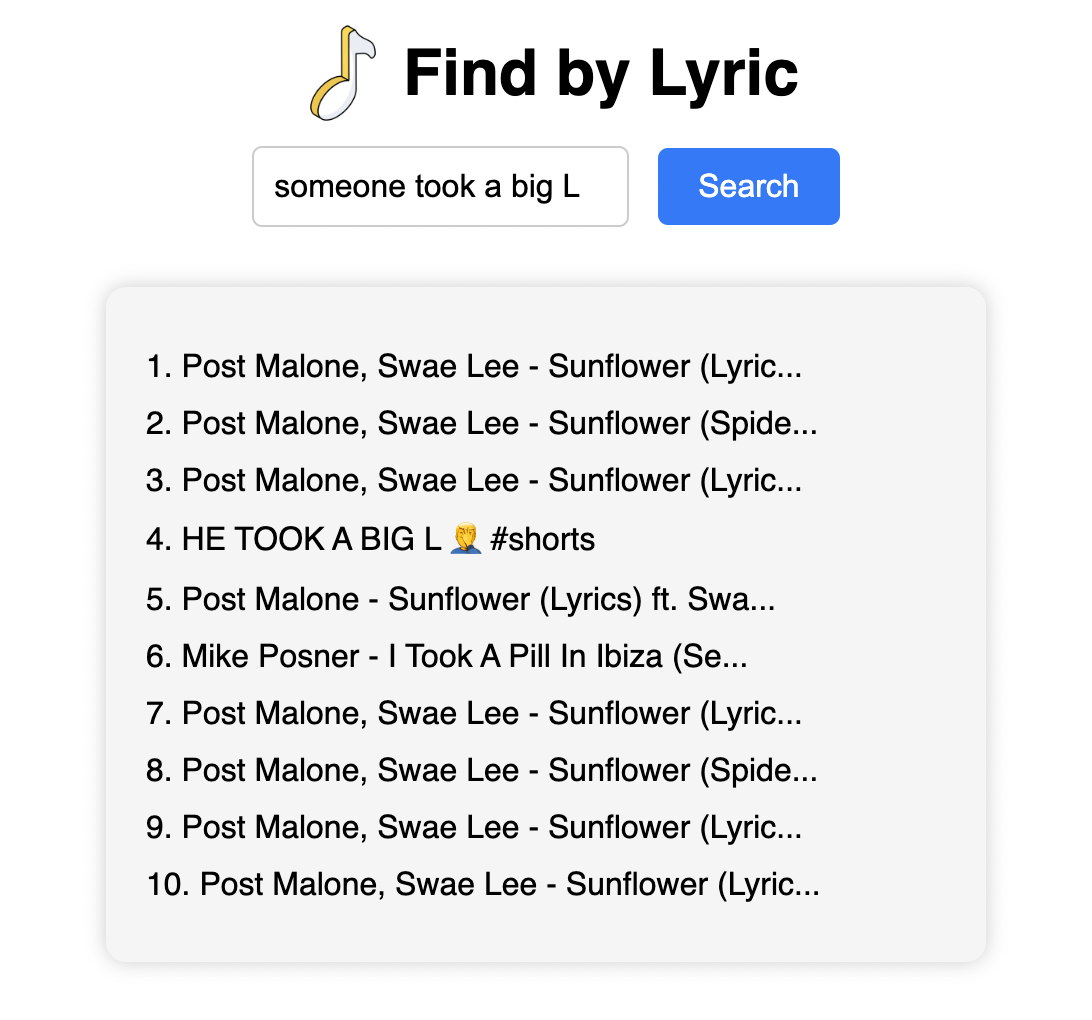 Find by Lyric
someone took a big L
Search
1. Post Malone, Swae Lee - Sunflower (Lyric...
2. Post Malone, Swae Lee - Sunflower (Spide...
3. Post Malone, Swae Lee - Sunflower (Lyric...
4. HE TOOK A BIG L 🤦 #shorts
5. Post Malone - Sunflower (Lyrics) ft. Swa...
6. Mike Posner - I Took A Pill In Ibiza (Se...
7. Post Malone, Swae Lee - Sunflower (Lyric...
8. Post Malone, Swae Lee - Sunflower (Spide...
9. Post Malone, Swae Lee - Sunflower (Lyric...
10. Post Malone, Swae Lee - Sunflower (Lyric...